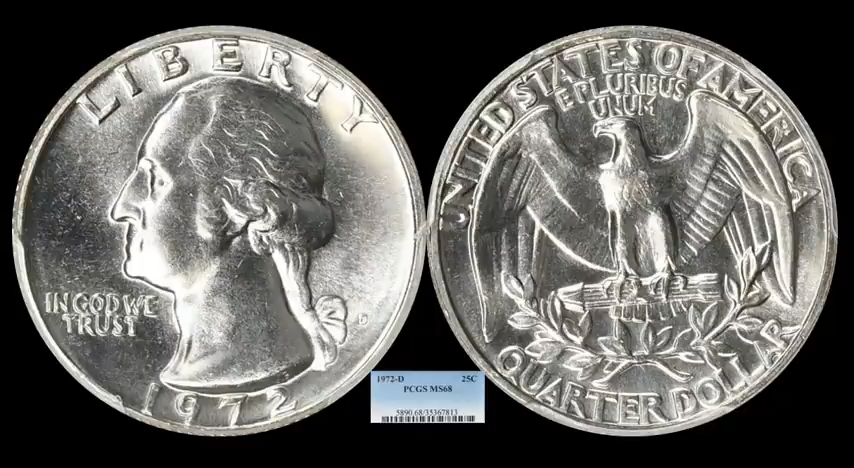 LIBERTY
IN GOD WE
TRUST
D
1972
UNITED STATES OF AMERICA
E PLURIBUS
UNUM
QUARTER DOLLAR
1972-D 25C
PCGS MS68
5890.68/35367813